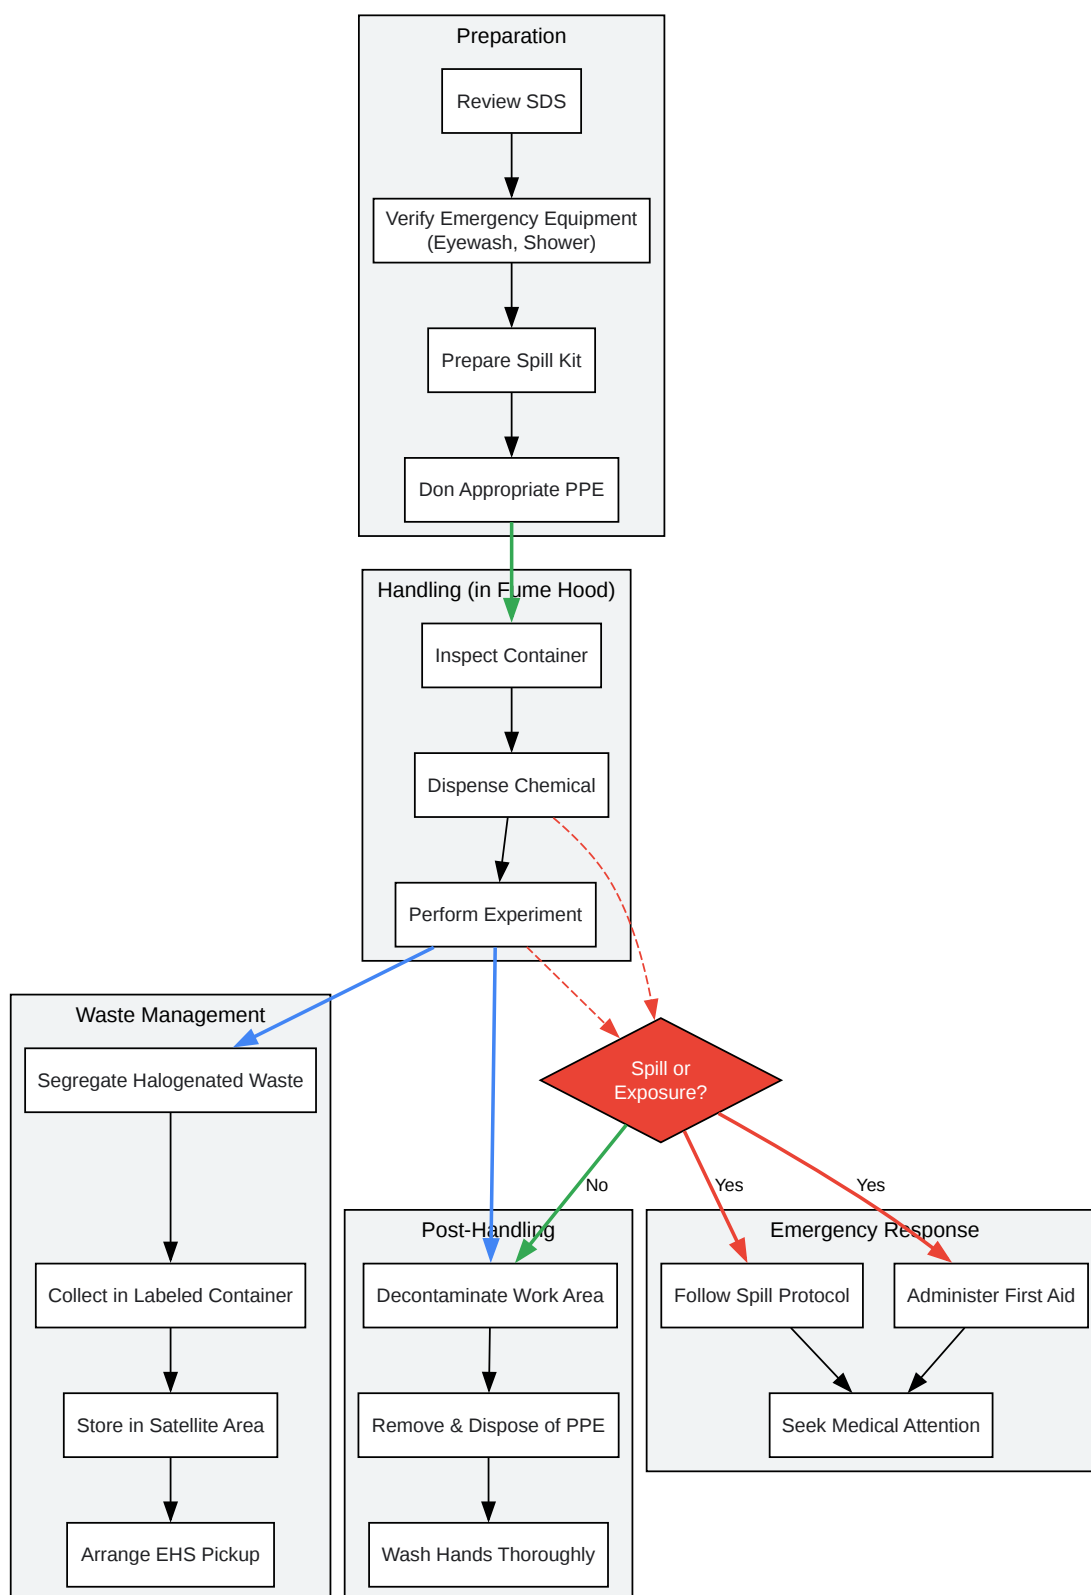 Preparation
Review SDS
Verify Emergency Equipment
(Eyewash, Shower)
Prepare Spill Kit
Don Appropriate PPE
Handling (in Fume Hood)
Inspect Container
Dispense Chemical
Perform Experiment
Waste Management
Segregate Halogenated Waste
Collect in Labeled Container
Store in Satellite Area
Arrange EHS Pickup
Spill or
Exposure?
No
Yes
Yes
Post-Handling
Decontaminate Work Area
Remove & Dispose of PPE
Wash Hands Thoroughly
Emergency Response
Follow Spill Protocol
Administer First Aid
Seek Medical Attention